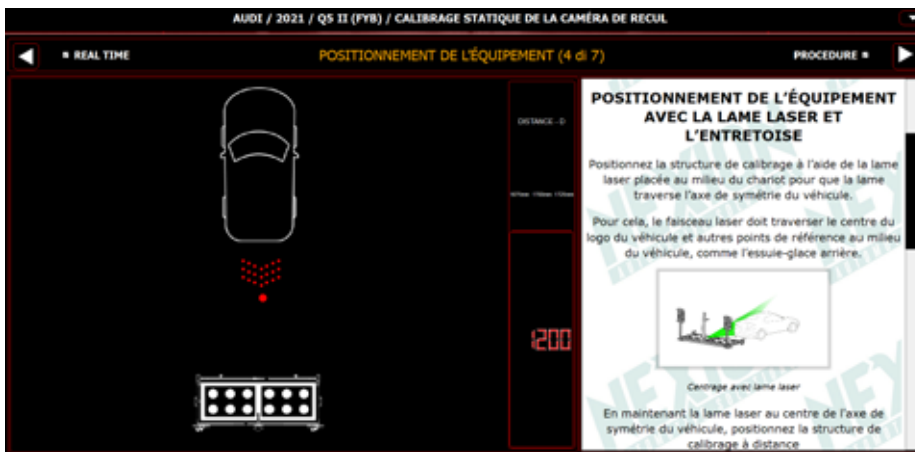 AUDI / 2021 / Q5 II (FYB) / CALIBRAGE STATIQUE DE LA CAMÉRA DE RECUL
REAL TIME
POSITIONNEMENT DE L'ÉQUIPEMENT (4 di 7)
PROCEDURE
DISTANCE - D
1200
POSITIONNEMENT DE L'ÉQUIPEMENT
AVEC LA LAME LASER ET
L'ENTRETOISE
Positionnez la structure de calibrage à l'aide de la lame
laser placée au milieu du chariot pour que la lame
traverse l'axe de symétrie du véhicule.
Pour cela, le faisceau laser doit traverser le centre du
logo du véhicule et autres points de référence au milieu
du véhicule, comme l'essuie-glace arrière.
Centrage avec lame laser
En maintenant la lame laser au centre de l'axe de
symétrie du véhicule, positionnez la structure de
calibrage à distance
NEXION
NEXION
NEXION